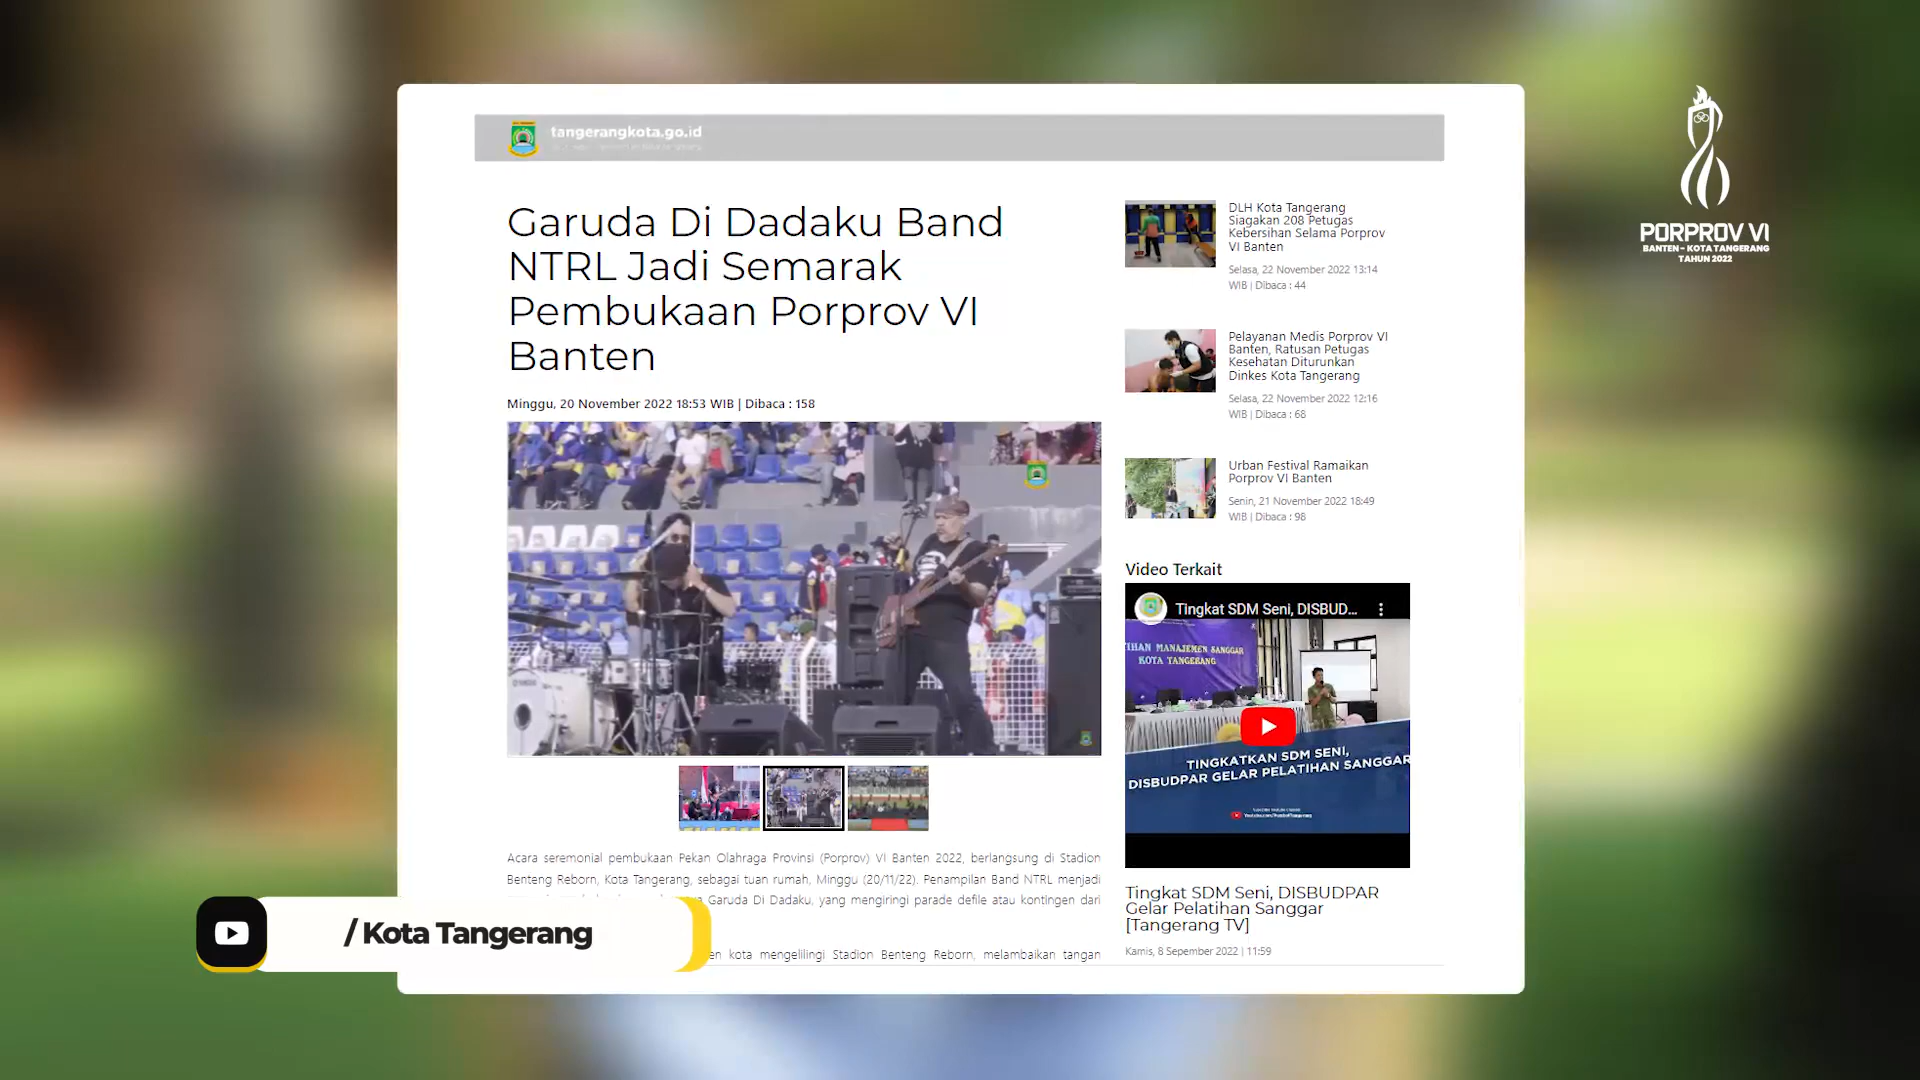 tangerangkota.go.id
Garuda Di Dadaku Band
NTRL Jadi Semarak
Pembukaan Porprov VI
Banten
Minggu, 20 November 2022 18:53 WIB | Dibaca : 158
Acara seremonial pembukaan Pekan Olahraga Provinsi (Porprov) VI Banten 2022, berlangsung di Stadion
Benteng Reborn, Kota Tangerang, sebagai tuan rumah, Minggu (20/11/22). Penampilan Band NTRL menjadi
Garuda Di Dadaku, yang mengiringi parade defile atau kontingen dari
kota mengelilingi Stadion Benteng Reborn, melambaikan tangan
/ Kota Tangerang
DLH Kota Tangerang
Siagakan 208 Petugas
Kebersihan Selama Porprov
VI Banten
Selasa, 22 November 2022 13:14
WIB | Dibaca : 44
Pelayanan Medis Porprov VI
Banten, Ratusan Petugas
Kesehatan Diturunkan
Dinkes Kota Tangerang
Selasa, 22 November 2022 12:16
WIB | Dibaca : 68
Urban Festival Ramaikan
Porprov VI Banten
Senin, 21 November 2022 18:49
WIB | Dibaca : 98
Video Terkait
Tingkat SDM Seni, DISBUD...
TIHAN MANAJEMEN SANGGAR
KOTA TANGERANG
TINGKATKAN SDM SENI,
DISBUDPAR GELAR PELATIHAN SANGGAR
Tingkat SDM Seni, DISBUDPAR
Gelar Pelatihan Sanggar
[Tangerang TV]
Kamis, 8 Sepember 2022 | 11:59
PORPROV VI
BANTEN - KOTA TANGERANG
TAHUN 2022